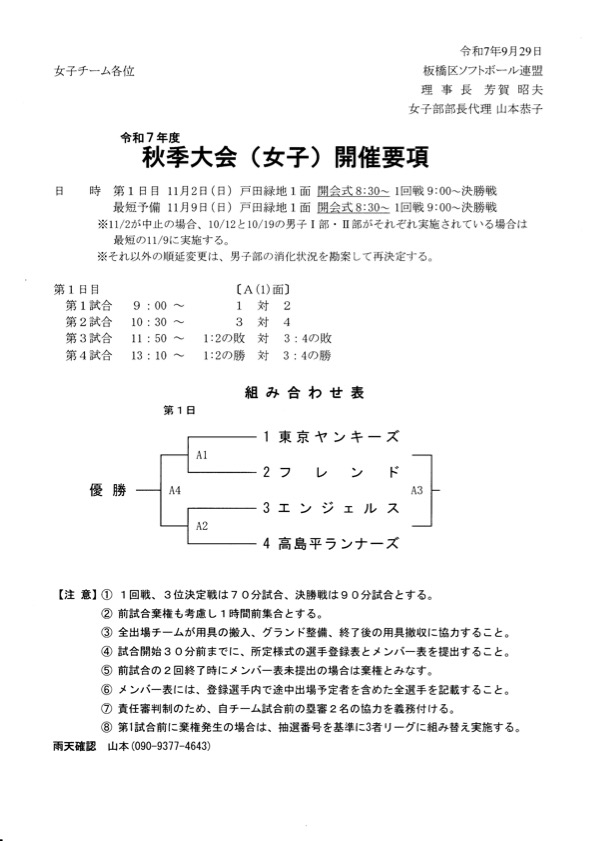 令和7年9月29日
女子チーム各位
板橋区ソフトボール連盟
理 事 長 芳賀 昭夫
女子部部長代理 山本恭子
令和７年度
秋季大会（女子）開催要項
日 時 第１日目 11月2日（日） 戸田緑地１面 開会式 8:30～ 1回戦 9:00～決勝戦
最短予備 11月9日（日） 戸田緑地１面 開会式 8:30～ 1回戦 9:00～決勝戦
※11/2が中止の場合、10/12と10/19の男子Ⅰ部・Ⅱ部がそれぞれ実施されている場合は
最短の11/9に実施する。
※それ以外の順延変更は、男子部の消化状況を勘案して再決定する。
第１日目 〔A(1)面〕
第１試合 9：00 ～ 1 対 2
第２試合 10：30 ～ 3 対 4
第３試合 11：50 ～ 1:2の敗 対 3：4の敗
第４試合 13：10 ～ 1:2の勝 対 3：4の勝
組 み 合 わ せ 表
第１日
1 東京ヤンキーズ
A1
2 フ レ ン ド
優 勝 A4 A3
3 エンジェルス
A2
4 高島平ランナーズ
【注 意】① １回戦、３位決定戦は７０分試合、決勝戦は９０分試合とする。
② 前試合棄権も考慮し１時間前集合とする。
③ 全出場チームが用具の搬入、グランド整備、終了後の用具撤収に協力すること。
④ 試合開始３０分前までに、所定様式の選手登録表とメンバー表を提出すること。
⑤ 前試合の２回終了時にメンバー表未提出の場合は棄権とみなす。
⑥ メンバー表には、登録選手内で途中出場予定者を含めた全選手を記載すること。
⑦ 責任審判制のため、自チーム試合前の塁審２名の協力を義務付ける。
⑧ 第1試合前に棄権発生の場合は、抽選番号を基準に3者リーグに組み替え実施する。
雨天確認 山本(090-9377-4643)